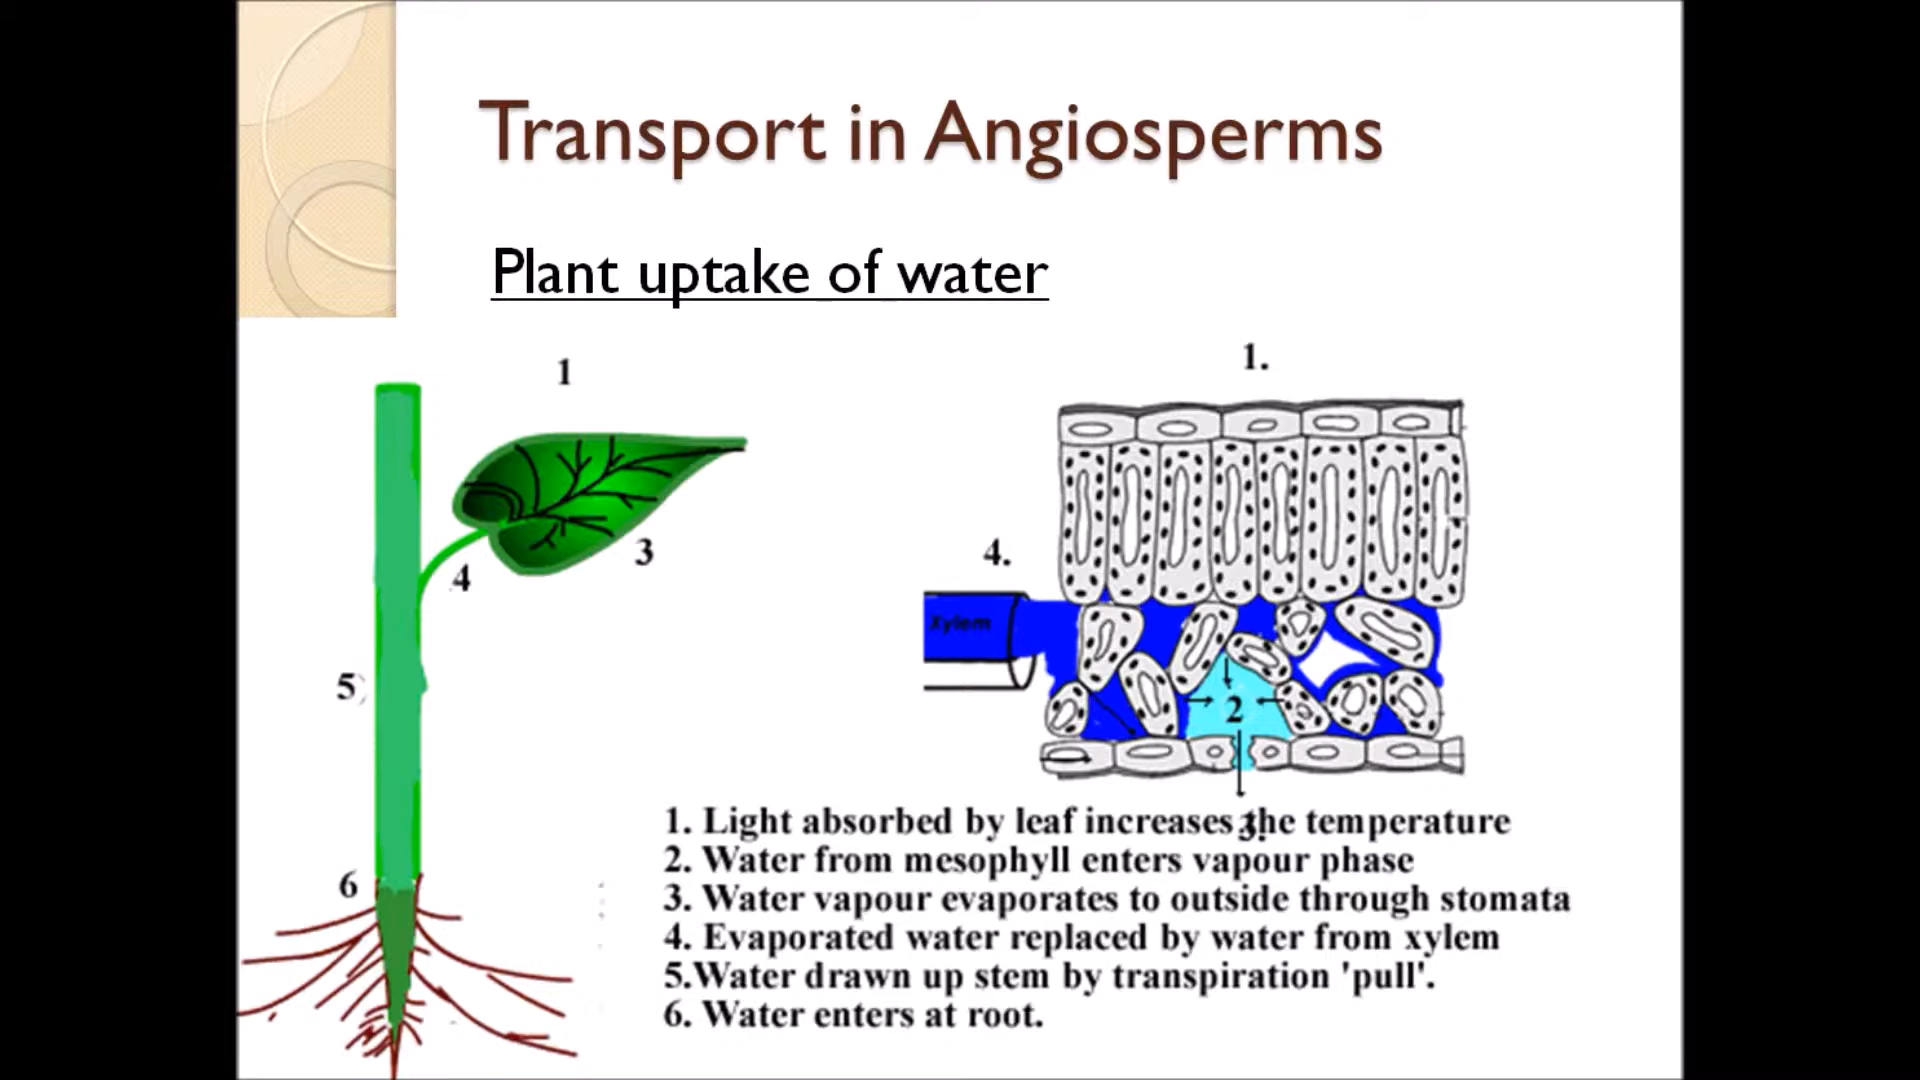 Transport in Angiosperms
Plant uptake of water
1
3
4
5)
6
1.
4.
Xylem
2
3.
1. Light absorbed by leaf increases the temperature
2. Water from mesophyll enters vapour phase
3. Water vapour evaporates to outside through stomata
4. Evaporated water replaced by water from xylem
5.Water drawn up stem by transpiration 'pull'.
6. Water enters at root.